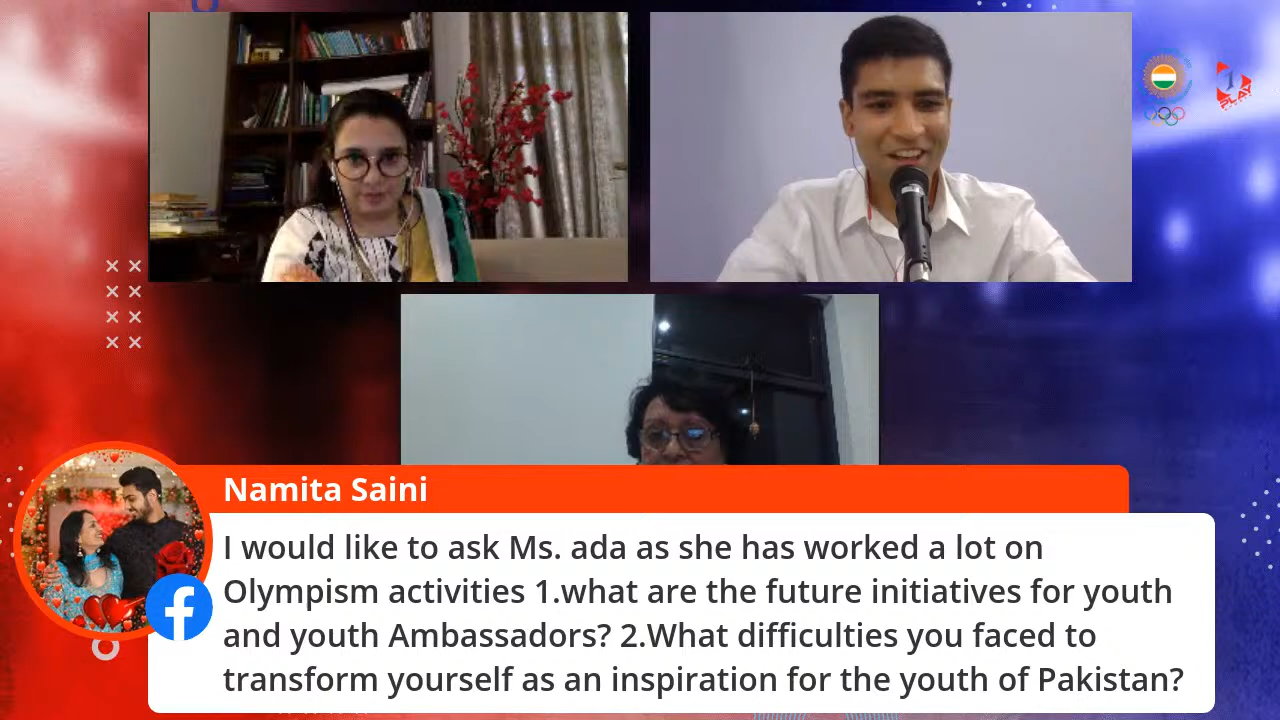 1
PLAY
Namita Saini
I would like to ask Ms. ada as she has worked a lot on
Olympism activities 1.what are the future initiatives for youth
and youth Ambassadors? 2.What difficulties you faced to
transform yourself as an inspiration for the youth of Pakistan?